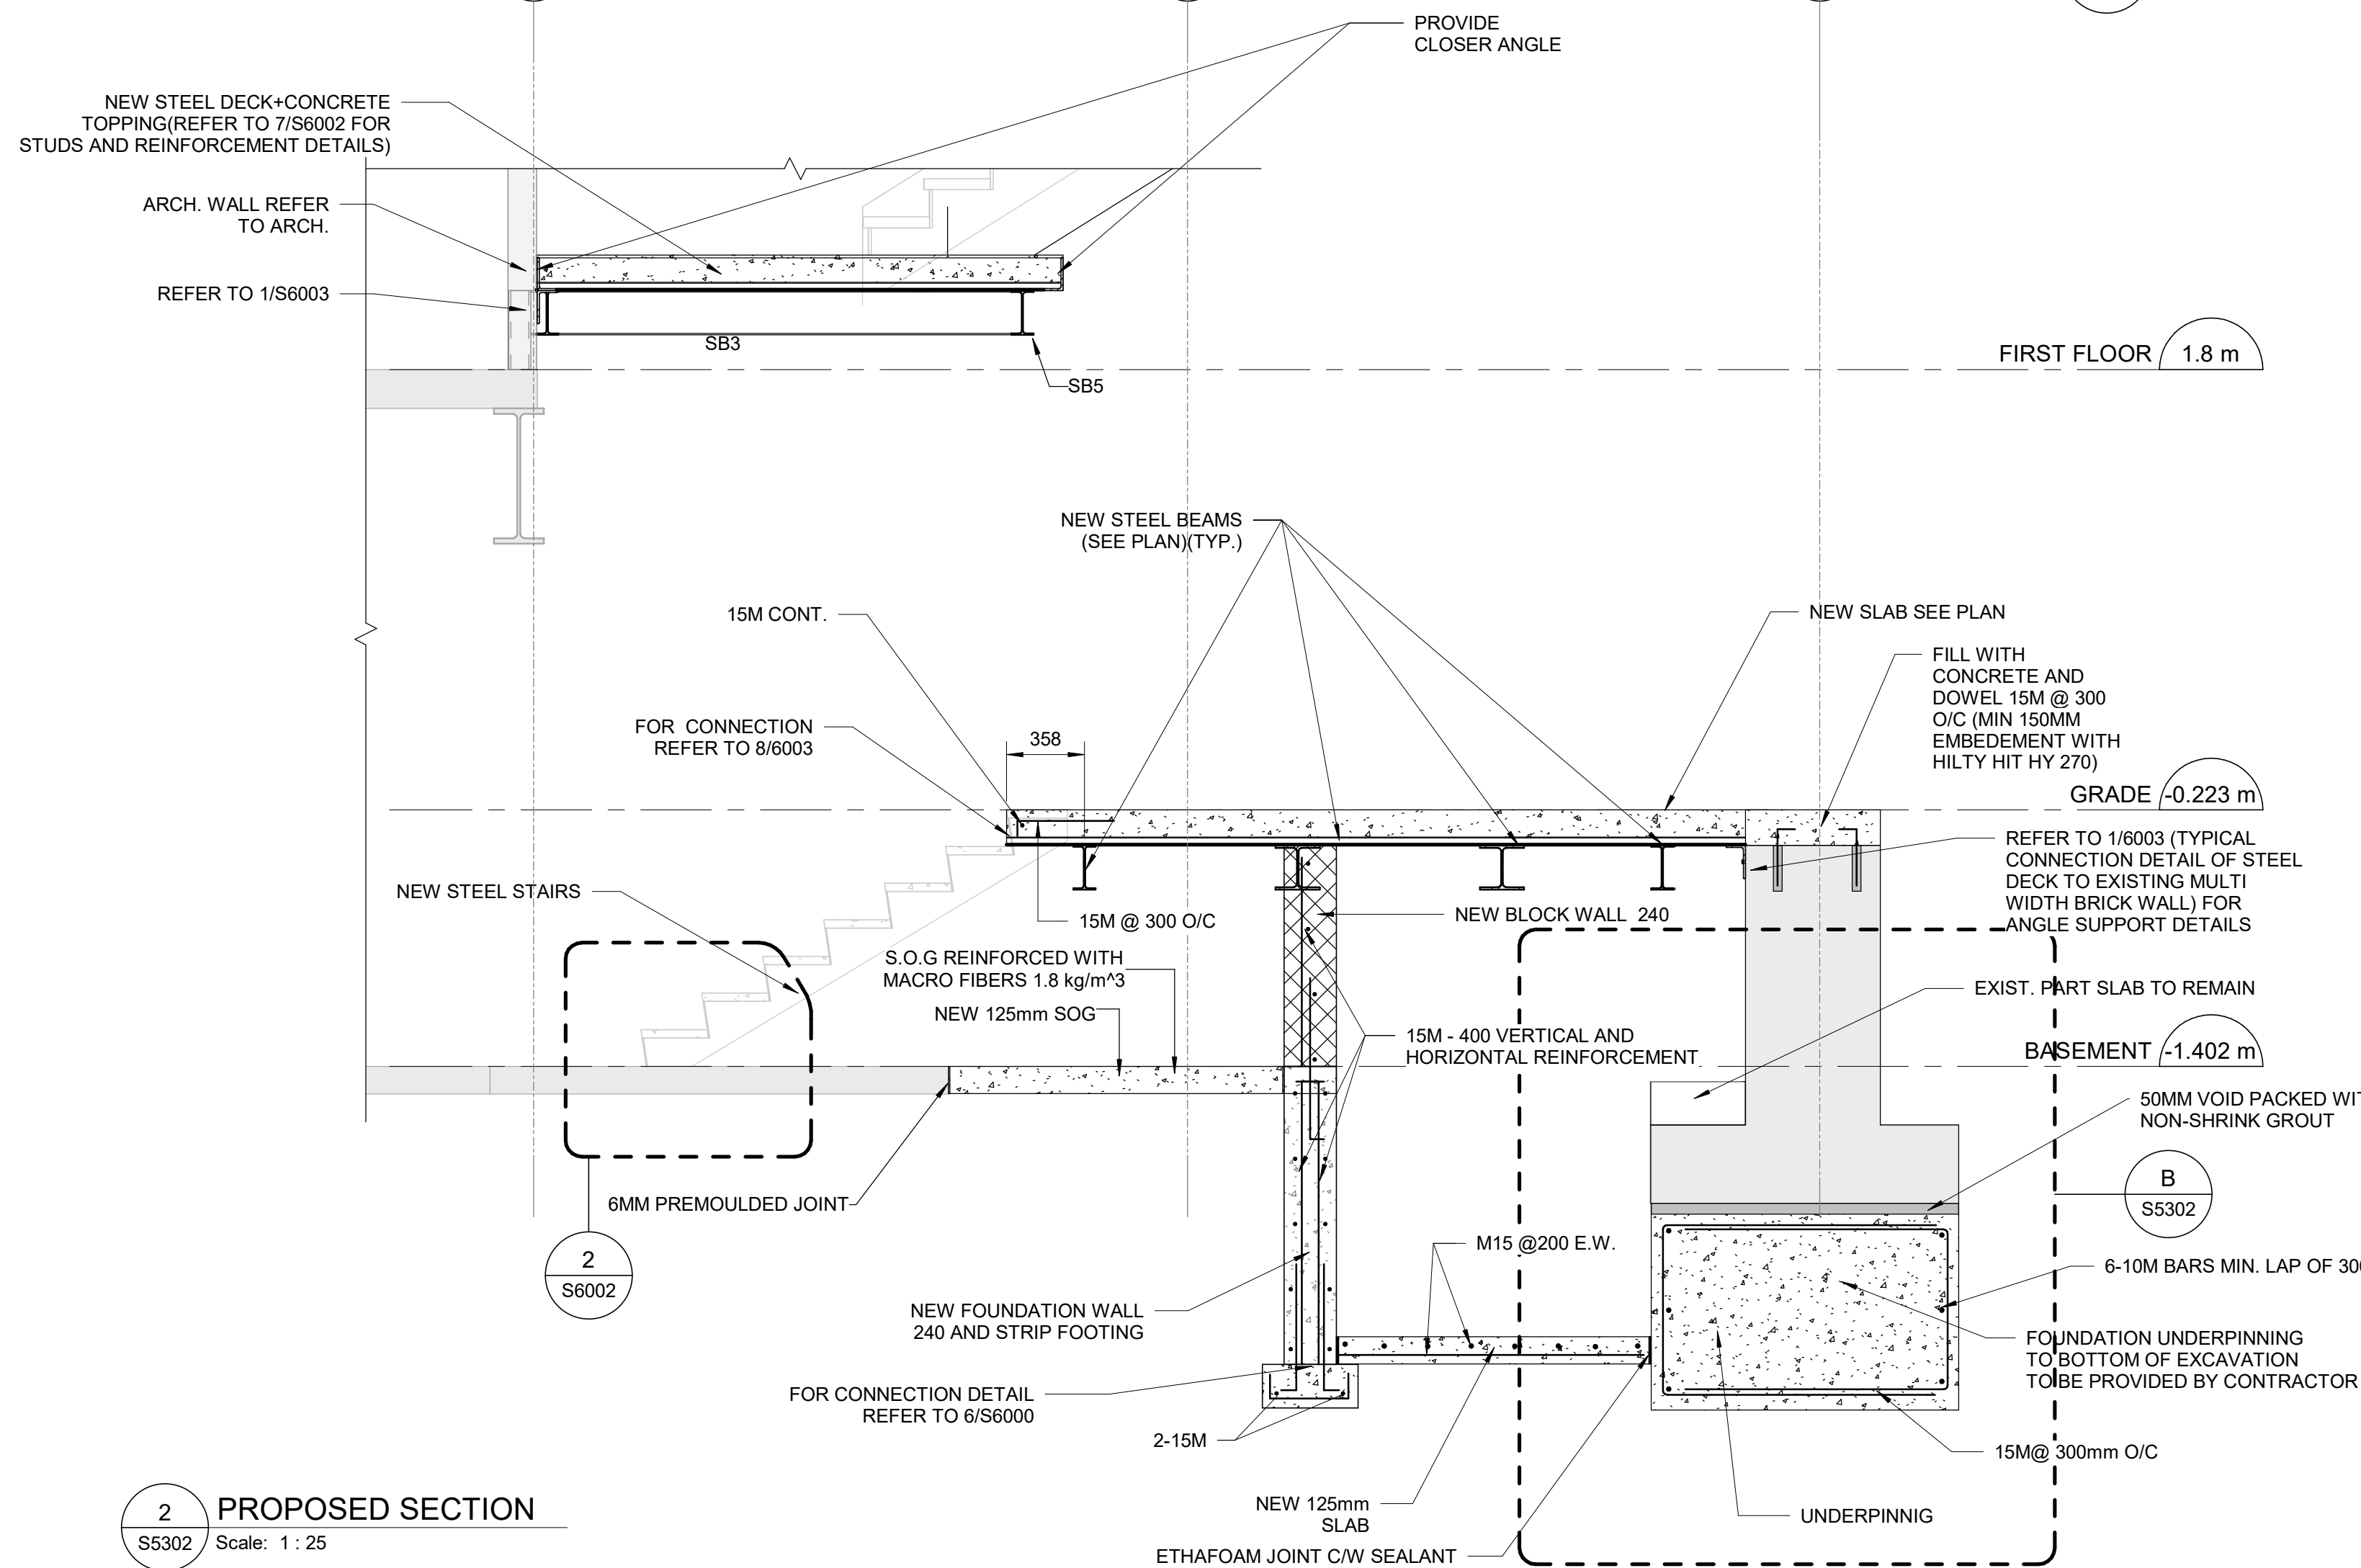 PROVIDE
CLOSER ANGLE
NEW STEEL DECK+CONCRETE
TOPPING(REFER TO 7/S6002 FOR
STUDS AND REINFORCEMENT DETAILS)
ARCH. WALL REFER
TO ARCH.
REFER TO 1/S6003
SB3
SB5
FIRST FLOOR
1.8 m
NEW STEEL BEAMS
(SEE PLAN)(TYP.)
15M CONT.
NEW SLAB SEE PLAN
FILL WITH
CONCRETE AND
DOWEL 15M @ 300
O/C (MIN 150MM
EMBEDEMENT WITH
HILTY HIT HY 270)
FOR CONNECTION
REFER TO 8/6003
358
GRADE
-0.223 m
REFER TO 1/6003 (TYPICAL
CONNECTION DETAIL OF STEEL
DECK TO EXISTING MULTI
WIDTH BRICK WALL) FOR
ANGLE SUPPORT DETAILS
NEW STEEL STAIRS
15M @ 300 O/C
NEW BLOCK WALL 240
S.O.G REINFORCED WITH
MACRO FIBERS 1.8 kg/m^3
NEW 125mm SOG
EXIST. PART SLAB TO REMAIN
15M - 400 VERTICAL AND
HORIZONTAL REINFORCEMENT
BASEMENT
-1.402 m
50MM VOID PACKED WIT
NON-SHRINK GROUT
6MM PREMOULDED JOINT
B
S5302
2
S6002
M15 @200 E.W.
6-10M BARS MIN. LAP OF 300
NEW FOUNDATION WALL
240 AND STRIP FOOTING
FOUNDATION UNDERPINNING
TO BOTTOM OF EXCAVATION
TO BE PROVIDED BY CONTRACTOR
FOR CONNECTION DETAIL
REFER TO 6/S6000
2-15M
15M@ 300mm O/C
NEW 125mm
SLAB
UNDERPINNIG
ETHAFOAM JOINT C/W SEALANT
2
S5302
PROPOSED SECTION
Scale: 1 : 25